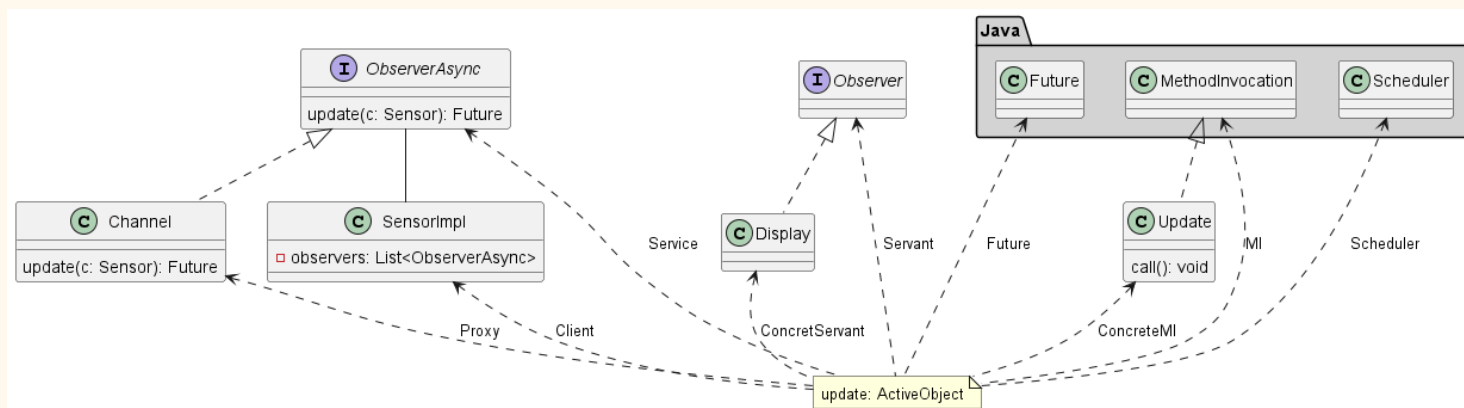 Java
I ObserverAsync
update(c: Sensor): Future
I Observer
C Future
C MethodInvocation
C Scheduler
C Channel
update(c: Sensor): Future
C SensorImpl
observers: List<ObserverAsync>
C Display
C Update
call(): void
Service
Servant
Future
MI
Scheduler
Proxy
Client
ConcretServant
ConcreteMI
update: ActiveObject